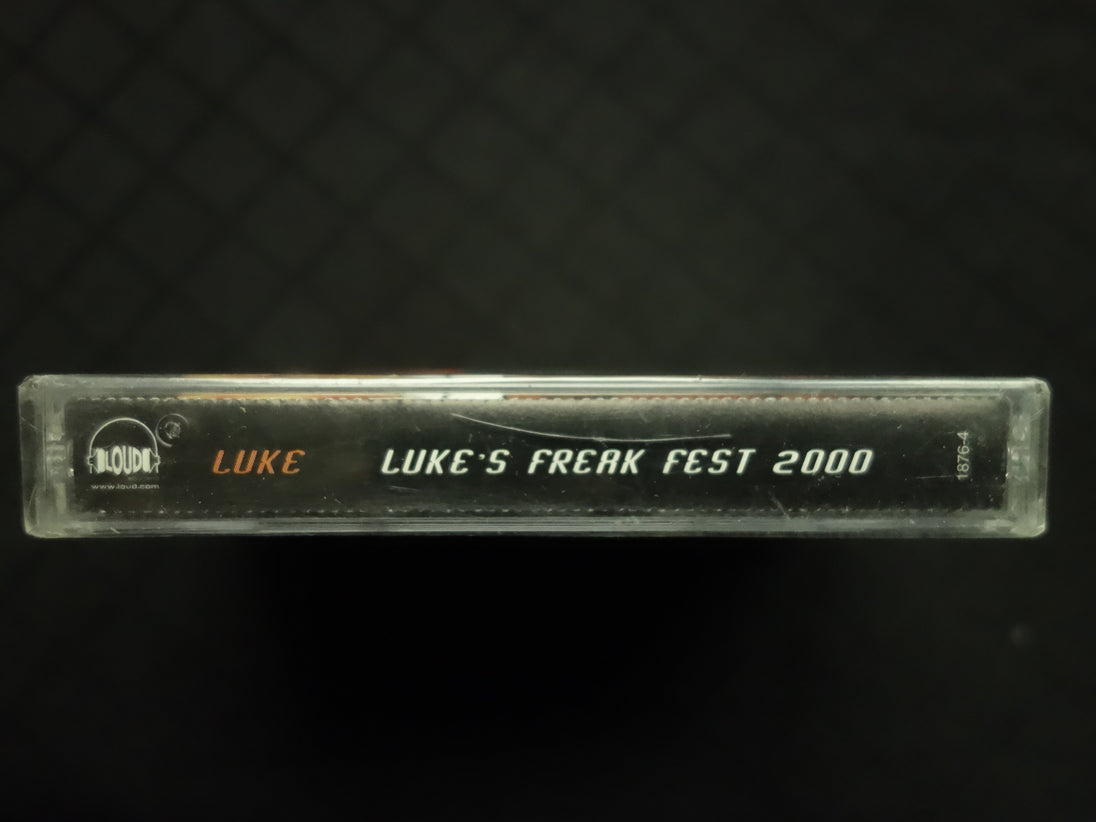 LOUD
www.loud.com
LUKE
LUKE'S FREAK FEST 2000
1876-4